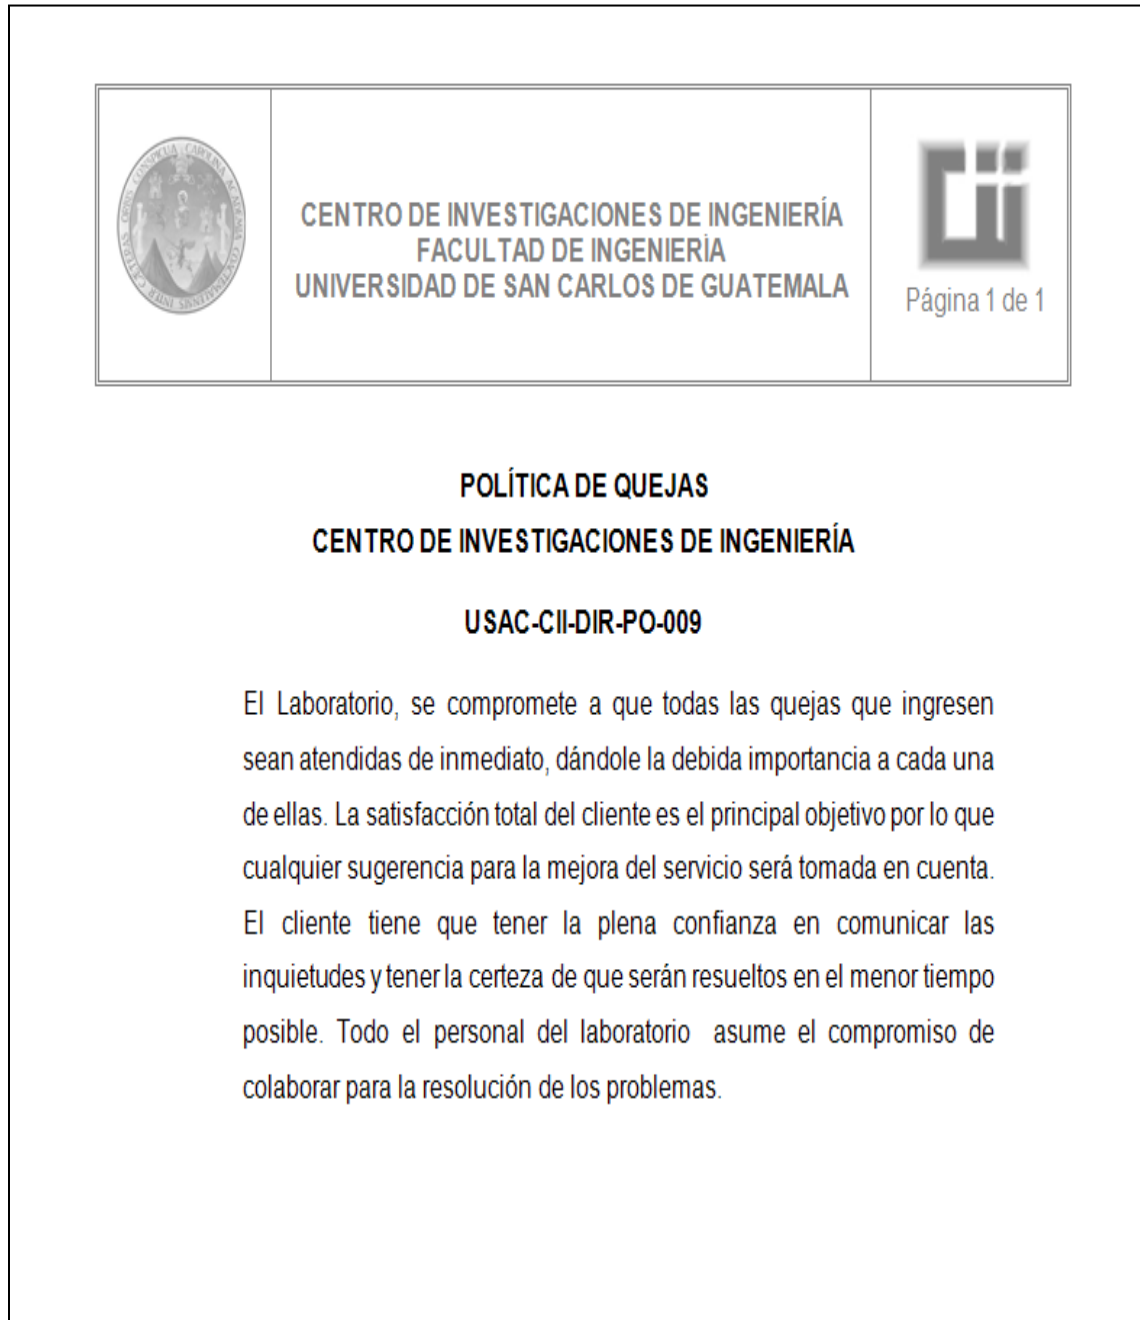 CENTRO DE INVESTIGACIONES DE INGENIERÍA
FACULTAD DE INGENIERÍA
UNIVERSIDAD DE SAN CARLOS DE GUATEMALA
cii
Página 1 de 1
POLÍTICA DE QUEJAS
CENTRO DE INVESTIGACIONES DE INGENIERÍA
USAC-CII-DIR-PO-009
El Laboratorio, se compromete a que todas las quejas que ingresen
sean atendidas de inmediato, dándole la debida importancia a cada una
de ellas. La satisfacción total del cliente es el principal objetivo por lo que
cualquier sugerencia para la mejora del servicio será tomada en cuenta.
El cliente tiene que tener la plena confianza en comunicar las
inquietudes y tener la certeza de que serán resueltos en el menor tiempo
posible. Todo el personal del laboratorio asume el compromiso de
colaborar para la resolución de los problemas.